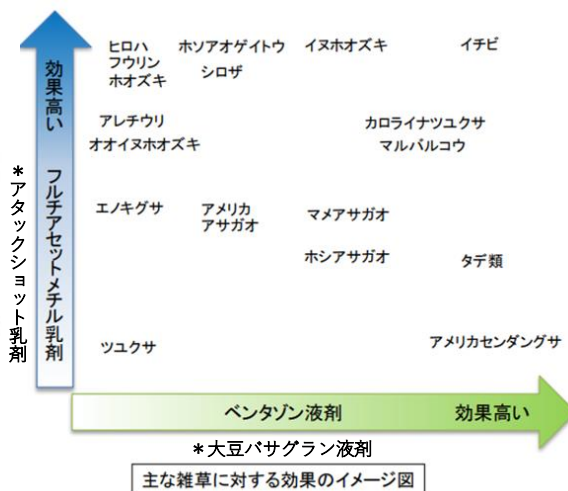 ヒロハ
フウリン
ホオズキ
ホソアオゲイトウ
シロザ
イヌホオズキ
イチビ
アレチウリ
オオイヌホオズキ
カロライナツユクサ
マルバルコウ
エノキグサ
アメリカ
アサガオ
マメアサガオ
ホシアサガオ
タデ類
ツユクサ
アメリカセンダングサ
効果高い
フルチアセットメチル乳剤
＊アタックショット乳剤
ベンタゾン液剤
効果高い
＊大豆バサグラン液剤
主な雑草に対する効果のイメージ図